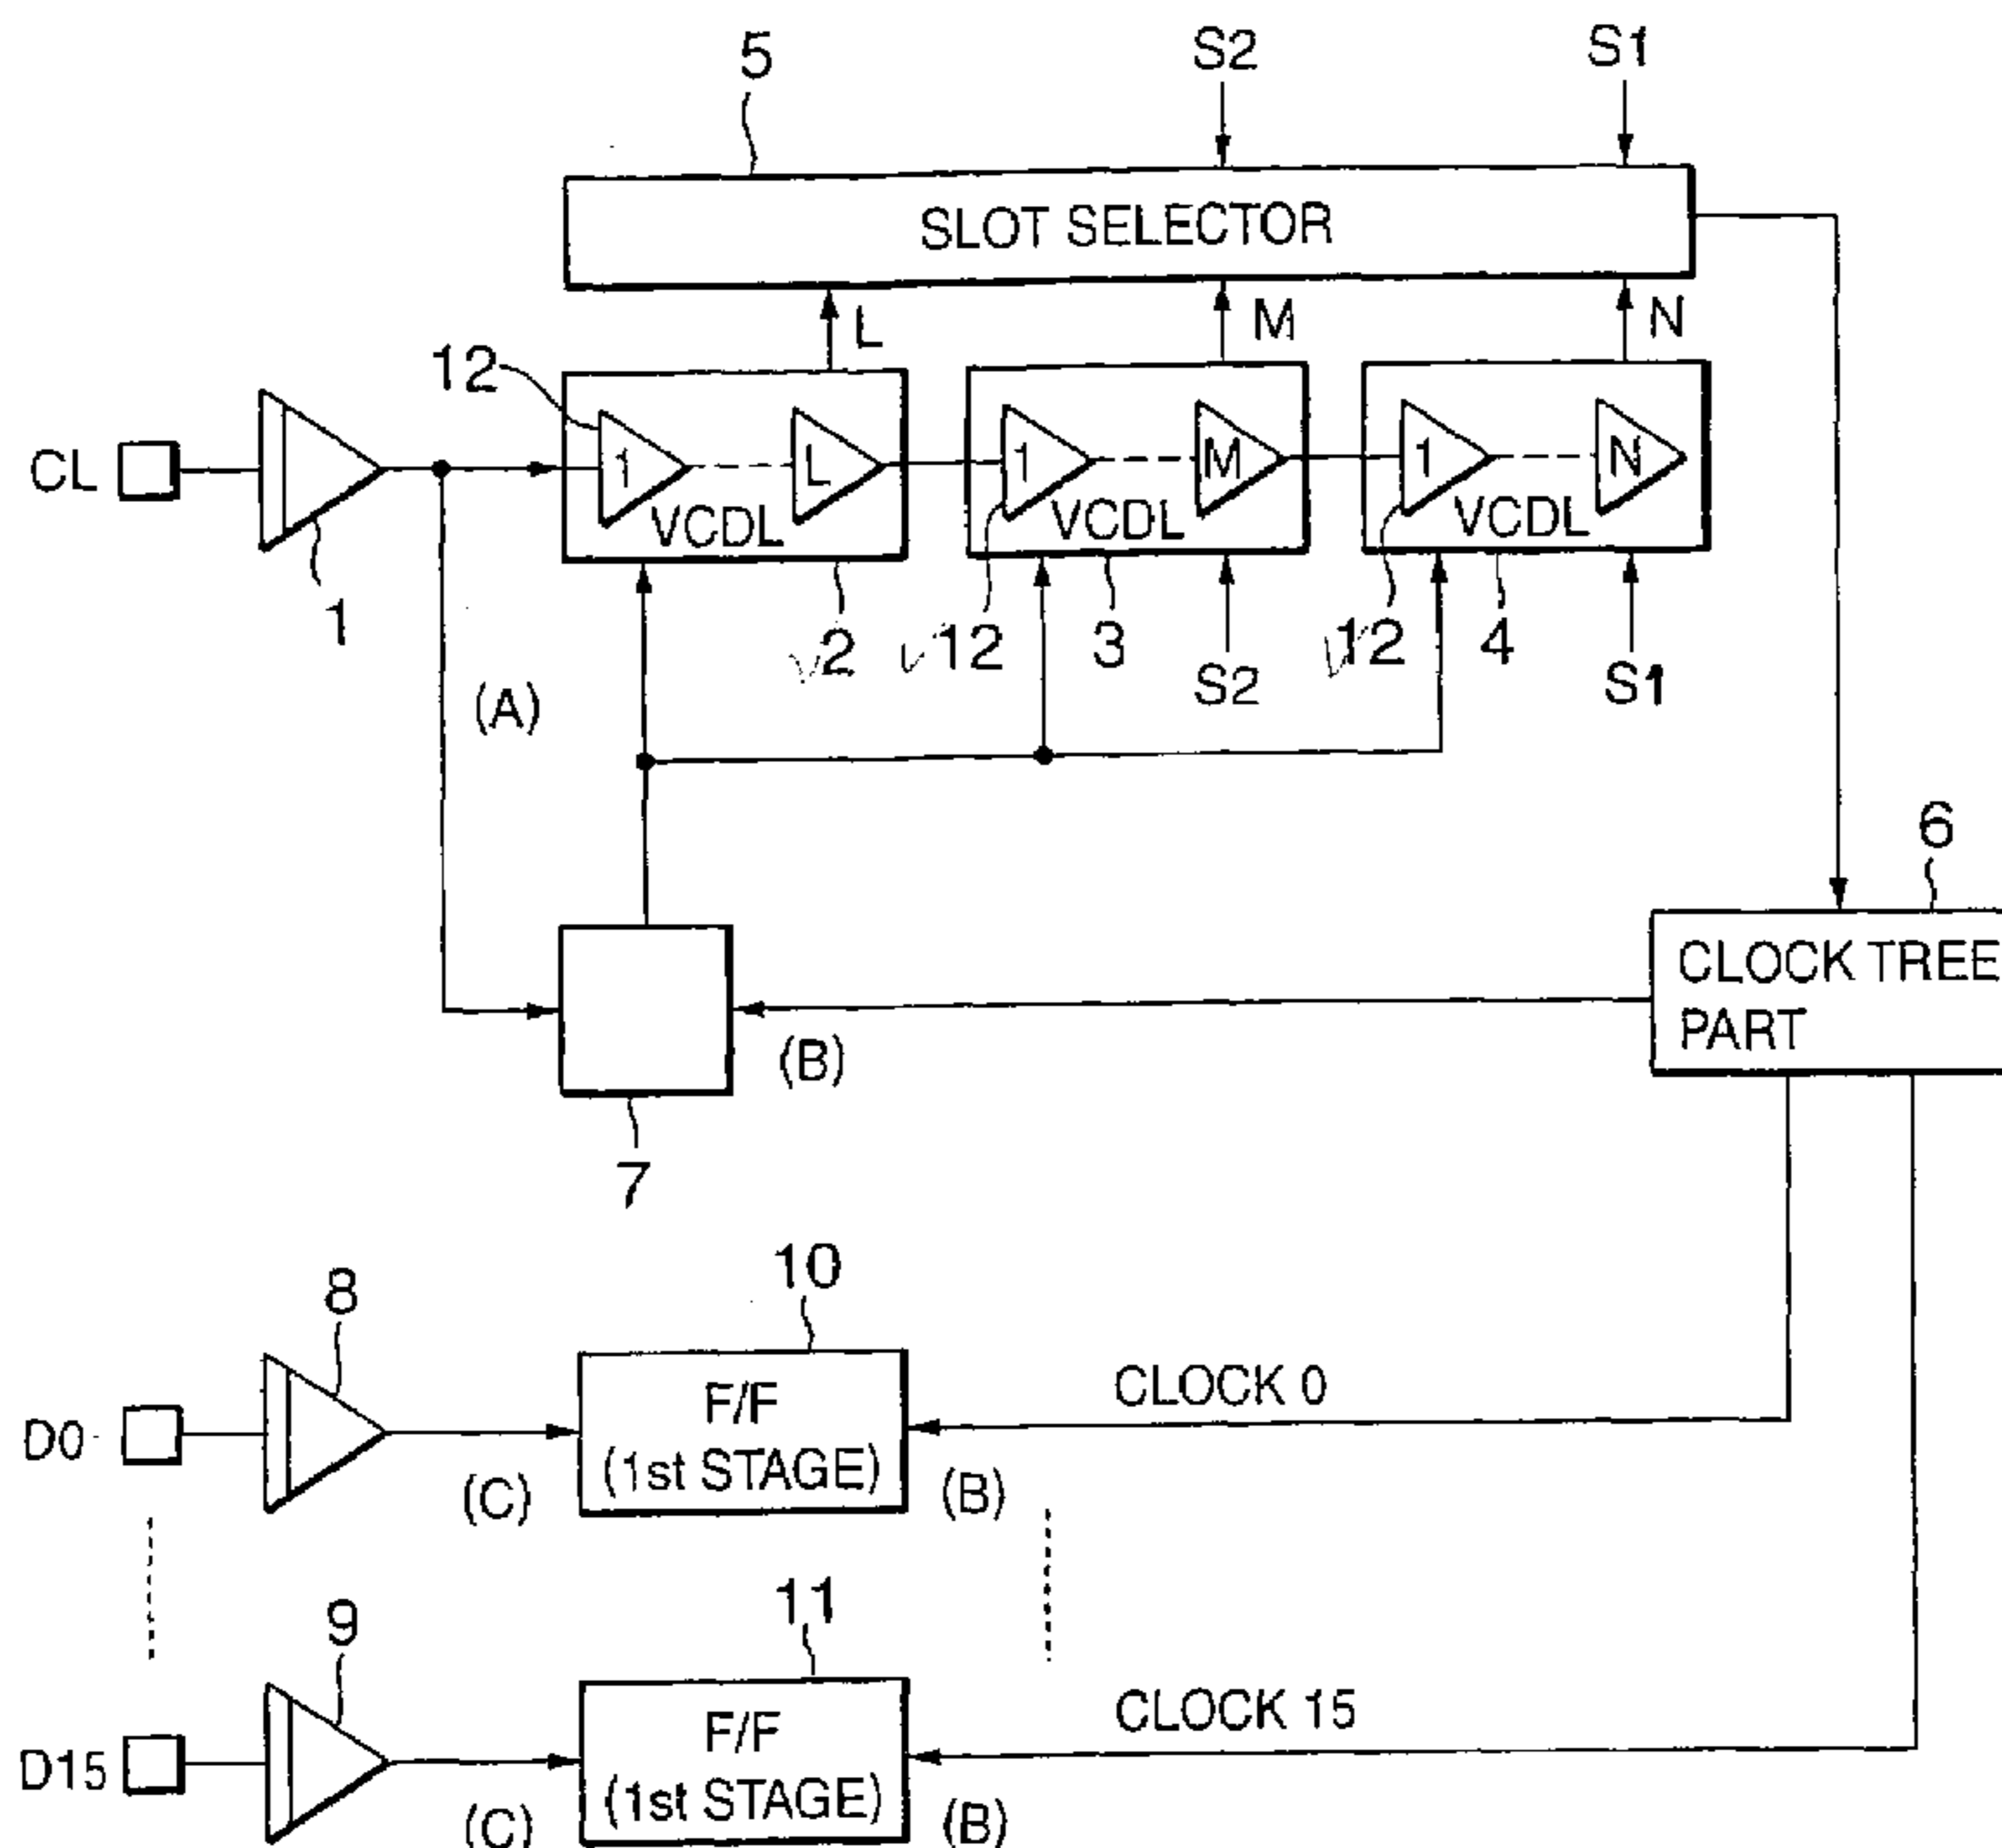 5
S2
S1
SLOT SELECTOR
L
M
N
12
CL
1
L
1
M
1
N
VCDL
VCDL
VCDL
1
2
12
3
12
4
S2
S1
(A)
6
CLOCK TREE
PART
(B)
7
10
8
CLOCK 0
F/F
(1st STAGE)
D0
(C)
(B)
11
9
CLOCK 15
F/F
(1st STAGE)
D15
(C)
(B)